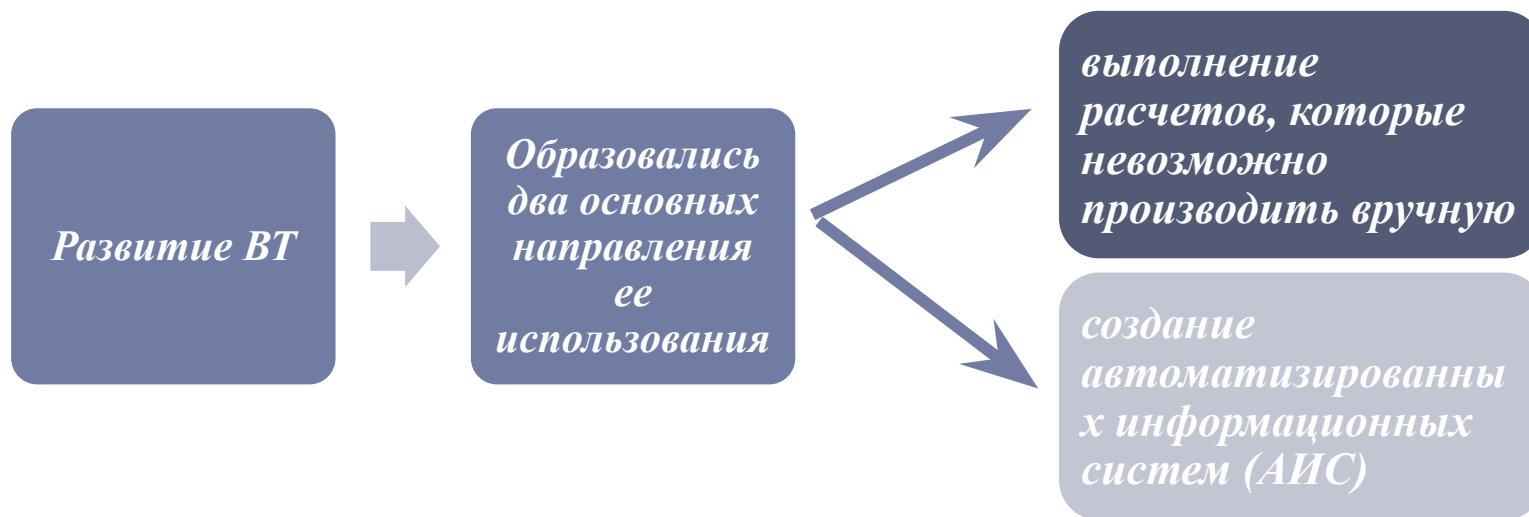 Развитие ВТ
Образовались
два основных
направления
ее
использования
выполнение
расчетов, которые
невозможно
производить вручную
создание
автоматизированны
х информационных
систем (АИС)